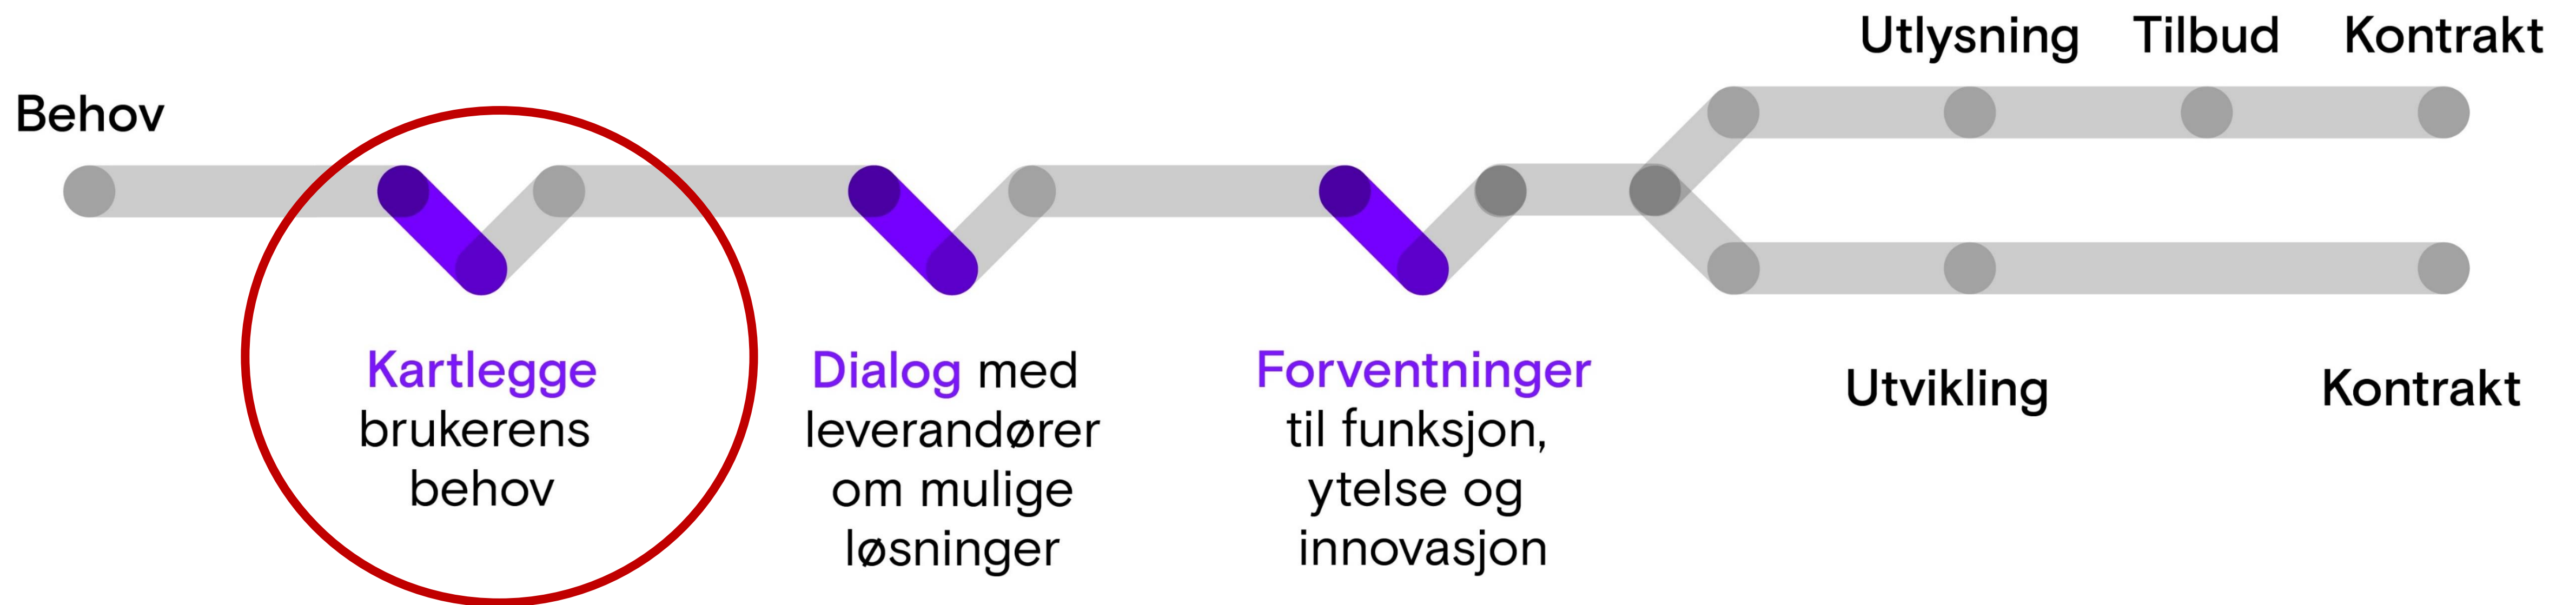 Behov
Kartlegge
brukerens
behov
Dialog med
leverandører
om mulige
løsninger
Forventninger
til funksjon,
ytelse og
innovasjon
Utlysning
Tilbud
Kontrakt
Utvikling
Kontrakt